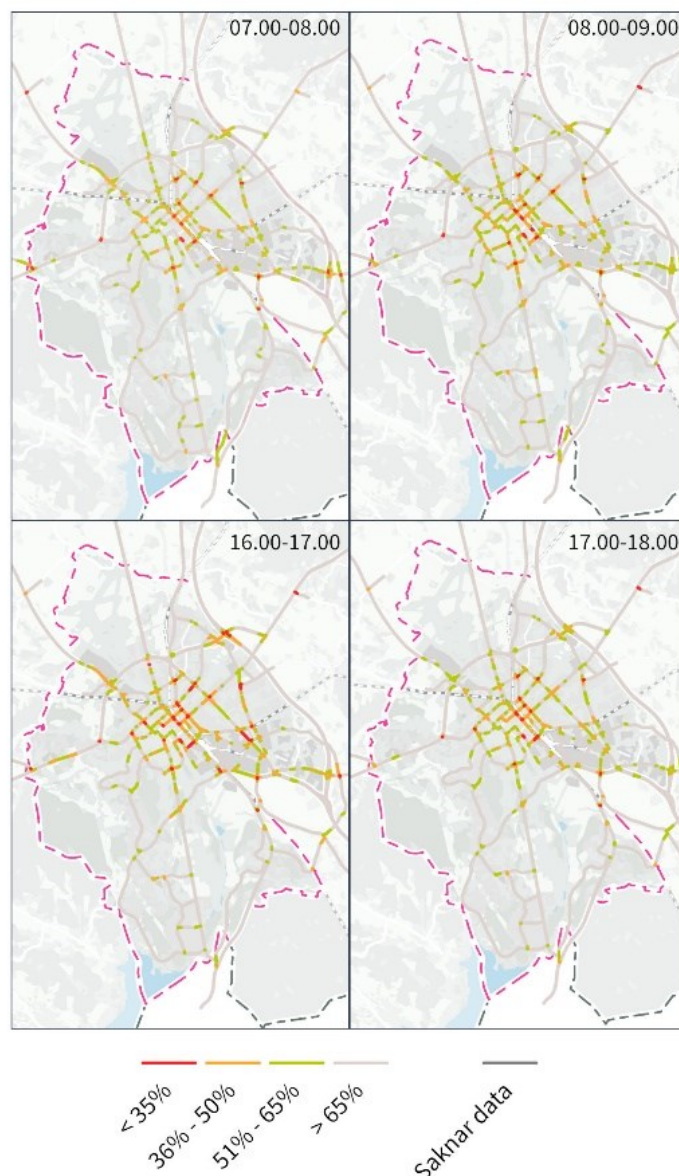 07.00-08.00
08.00-09.00
16.00-17.00
17.00-18.00
< 35%
36% - 50%
51% - 65%
> 65%
Saknar data